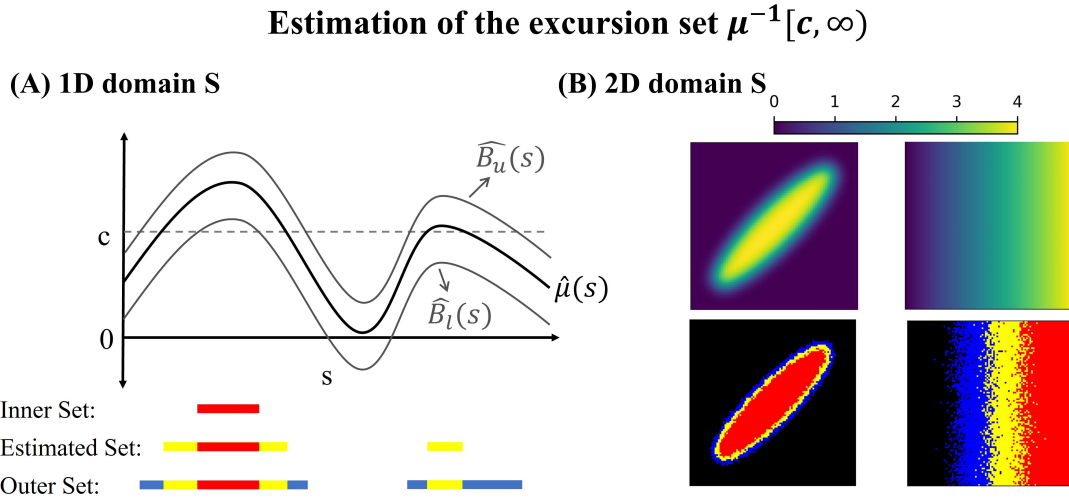 Estimation of the excursion set μ⁻¹[c, ∞)
(A) 1D domain S
(B) 2D domain S
0 1 2 3 4
B̂ᵤ(s)
c
μ̂(s)
B̂ₗ(s)
0
s
Inner Set:
Estimated Set:
Outer Set: